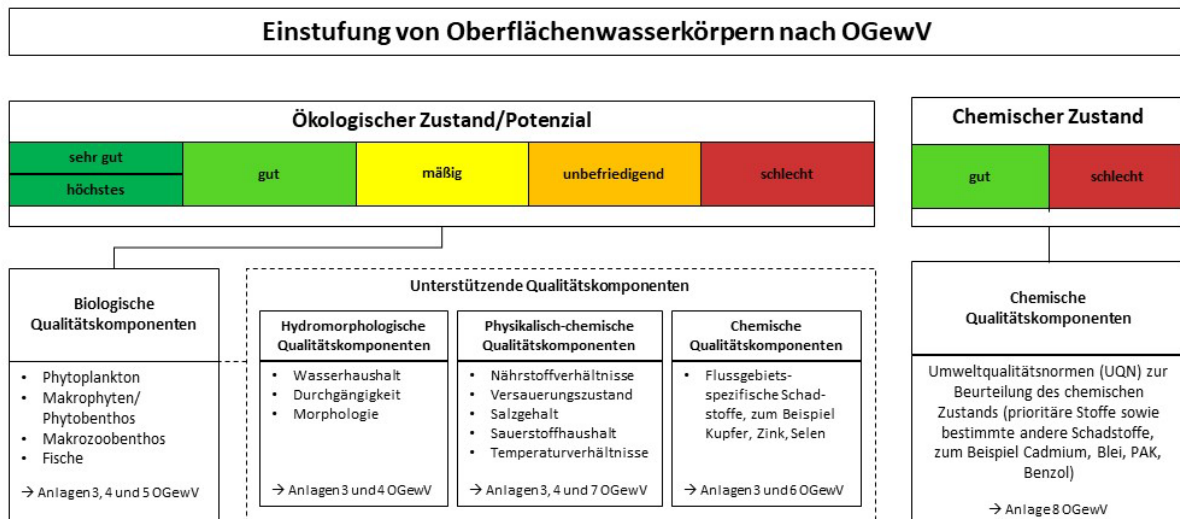 Einstufung von Oberflächenwasserkörpern nach OGewV
Ökologischer Zustand/Potenzial
sehr gut
höchstes
gut
mäßig
unbefriedigend
schlecht
Chemischer Zustand
gut
schlecht
Biologische
Qualitätskomponenten
• Phytoplankton
• Makrophyten/
Phytobenthos
• Makrozoobenthos
• Fische
→ Anlagen 3, 4 und 5 OGewV
Unterstützende Qualitätskomponenten
Hydromorphologische
Qualitätskomponenten
• Wasserhaushalt
• Durchgängigkeit
• Morphologie
→ Anlagen 3 und 4 OGewV
Physikalisch-chemische
Qualitätskomponenten
• Nährstoffverhältnisse
• Versauerungszustand
• Salzgehalt
• Sauerstoffhaushalt
• Temperaturverhältnisse
→ Anlagen 3, 4 und 7 OGewV
Chemische
Qualitätskomponenten
• Flussgebiets-
spezifische Schad-
stoffe, zum Beispiel
Kupfer, Zink, Selen
→ Anlagen 3 und 6 OGewV
Chemische
Qualitätskomponenten
Umweltqualitätsnormen (UQN) zur
Beurteilung des chemischen
Zustands (prioritäre Stoffe sowie
bestimmte andere Schadstoffe,
zum Beispiel Cadmium, Blei, PAK,
Benzol)
→ Anlage 8 OGewV